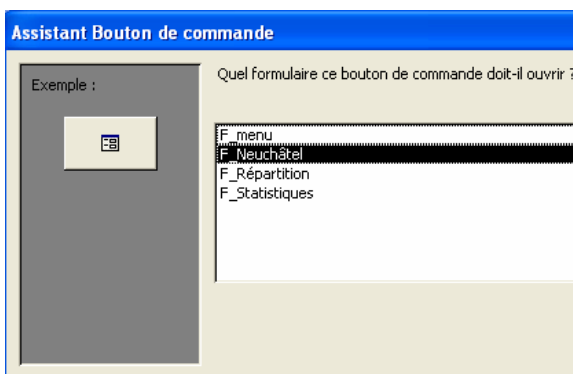 Assistant Bouton de commande
Exemple :
Quel formulaire ce bouton de commande doit-il ouvrir ?
F_menu
F_Neuchâtel
F_Répartition
F_Statistiques